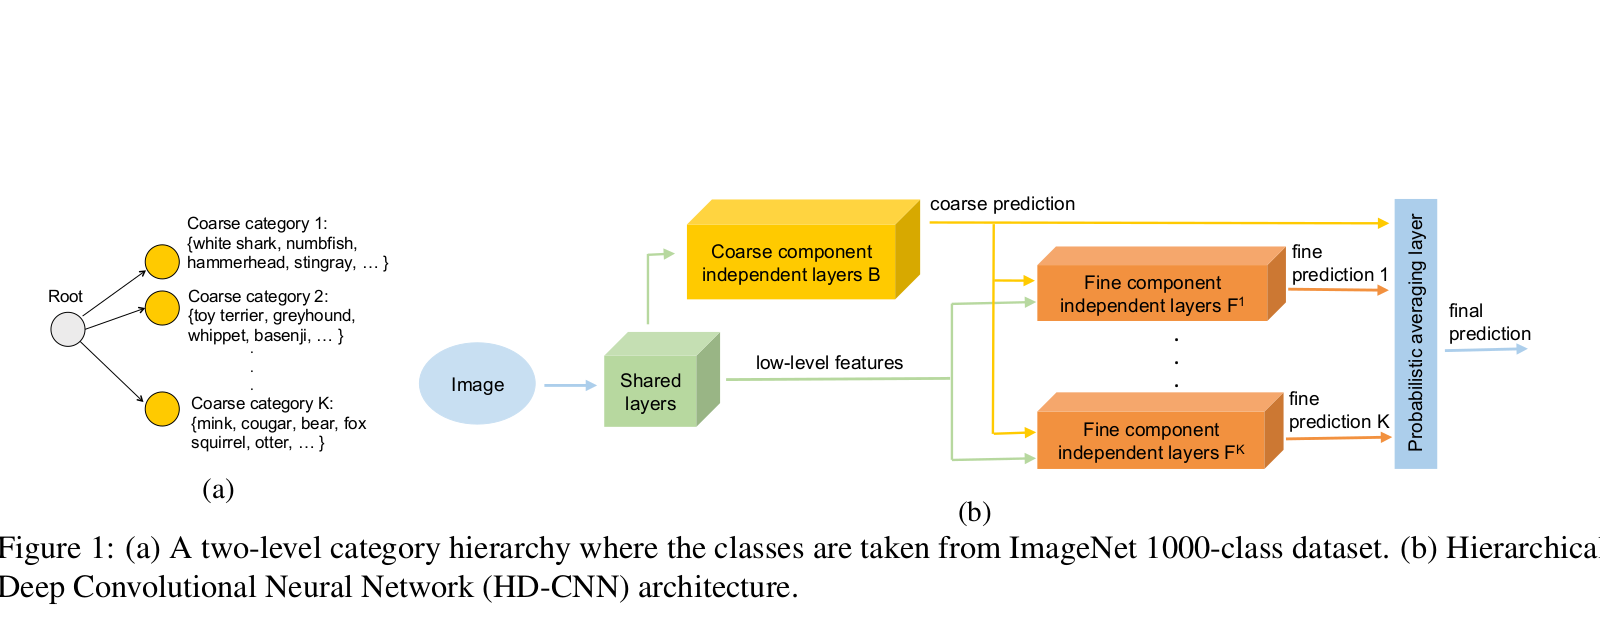 Coarse category 1:
{white shark, numbfish,
hammerhead, stingray, … }
Root
Coarse category 2:
{toy terrier, greyhound,
whippet, basenji, … }
Coarse category K:
{mink, cougar, bear, fox
squirrel, otter, … }
(a)
Image
Shared
layers
low-level features
Coarse component
independent layers B
coarse prediction
Fine component
independent layers F¹
fine
prediction 1
Fine component
independent layers Fᴷ
fine
prediction K
Probabilistic averaging layer
final
prediction
(b)
Figure 1: (a) A two-level category hierarchy where the classes are taken from ImageNet 1000-class dataset. (b) Hierarchical
Deep Convolutional Neural Network (HD-CNN) architecture.